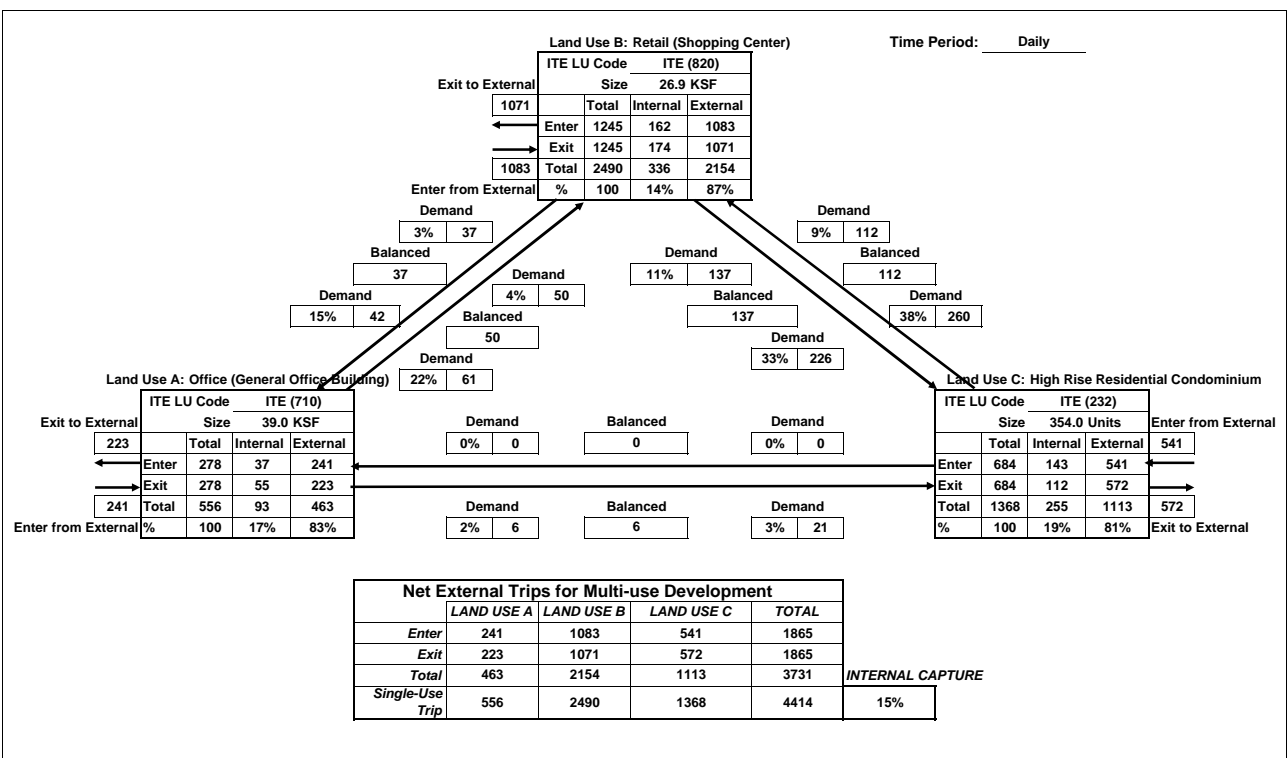 Land Use B: Retail (Shopping Center)
Time Period: Daily
ITE LU Code ITE (820)
Exit to External Size 26.9 KSF
1071 Total Internal External
Enter 1245 162 1083
Exit 1245 174 1071
1083 Total 2490 336 2154
Enter from External % 100 14% 87%
Demand
3% 37
Balanced
37
Demand
15% 42
Demand
4% 50
Balanced
50
Demand
22% 61
Demand
11% 137
Balanced
137
Demand
33% 226
Demand
9% 112
Balanced
112
Demand
38% 260
Land Use A: Office (General Office Building)
ITE LU Code ITE (710)
Exit to External Size 39.0 KSF
223 Total Internal External
Enter 278 37 241
Exit 278 55 223
241 Total 556 93 463
Enter from External % 100 17% 83%
Demand Balanced Demand
0% 0 0 0% 0
Demand Balanced Demand
2% 6 6 3% 21
Land Use C: High Rise Residential Condominium
ITE LU Code ITE (232)
Size 354.0 Units Enter from External
Total Internal External 541
Enter 684 143 541
Exit 684 112 572
Total 1368 255 1113 572
% 100 19% 81% Exit to External
Net External Trips for Multi-use Development
LAND USE A LAND USE B LAND USE C TOTAL
Enter 241 1083 541 1865
Exit 223 1071 572 1865
Total 463 2154 1113 3731 INTERNAL CAPTURE
Single-Use
Trip 556 2490 1368 4414 15%